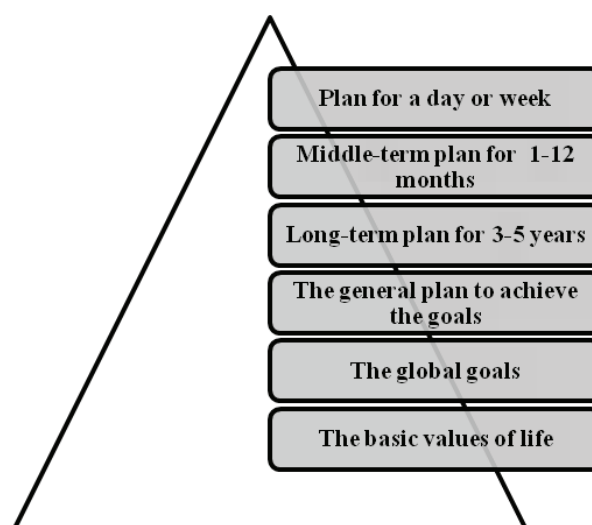 Plan for a day or week
Middle-term plan for 1-12
months
Long-term plan for 3-5 years
The general plan to achieve
the goals
The global goals
The basic values of life